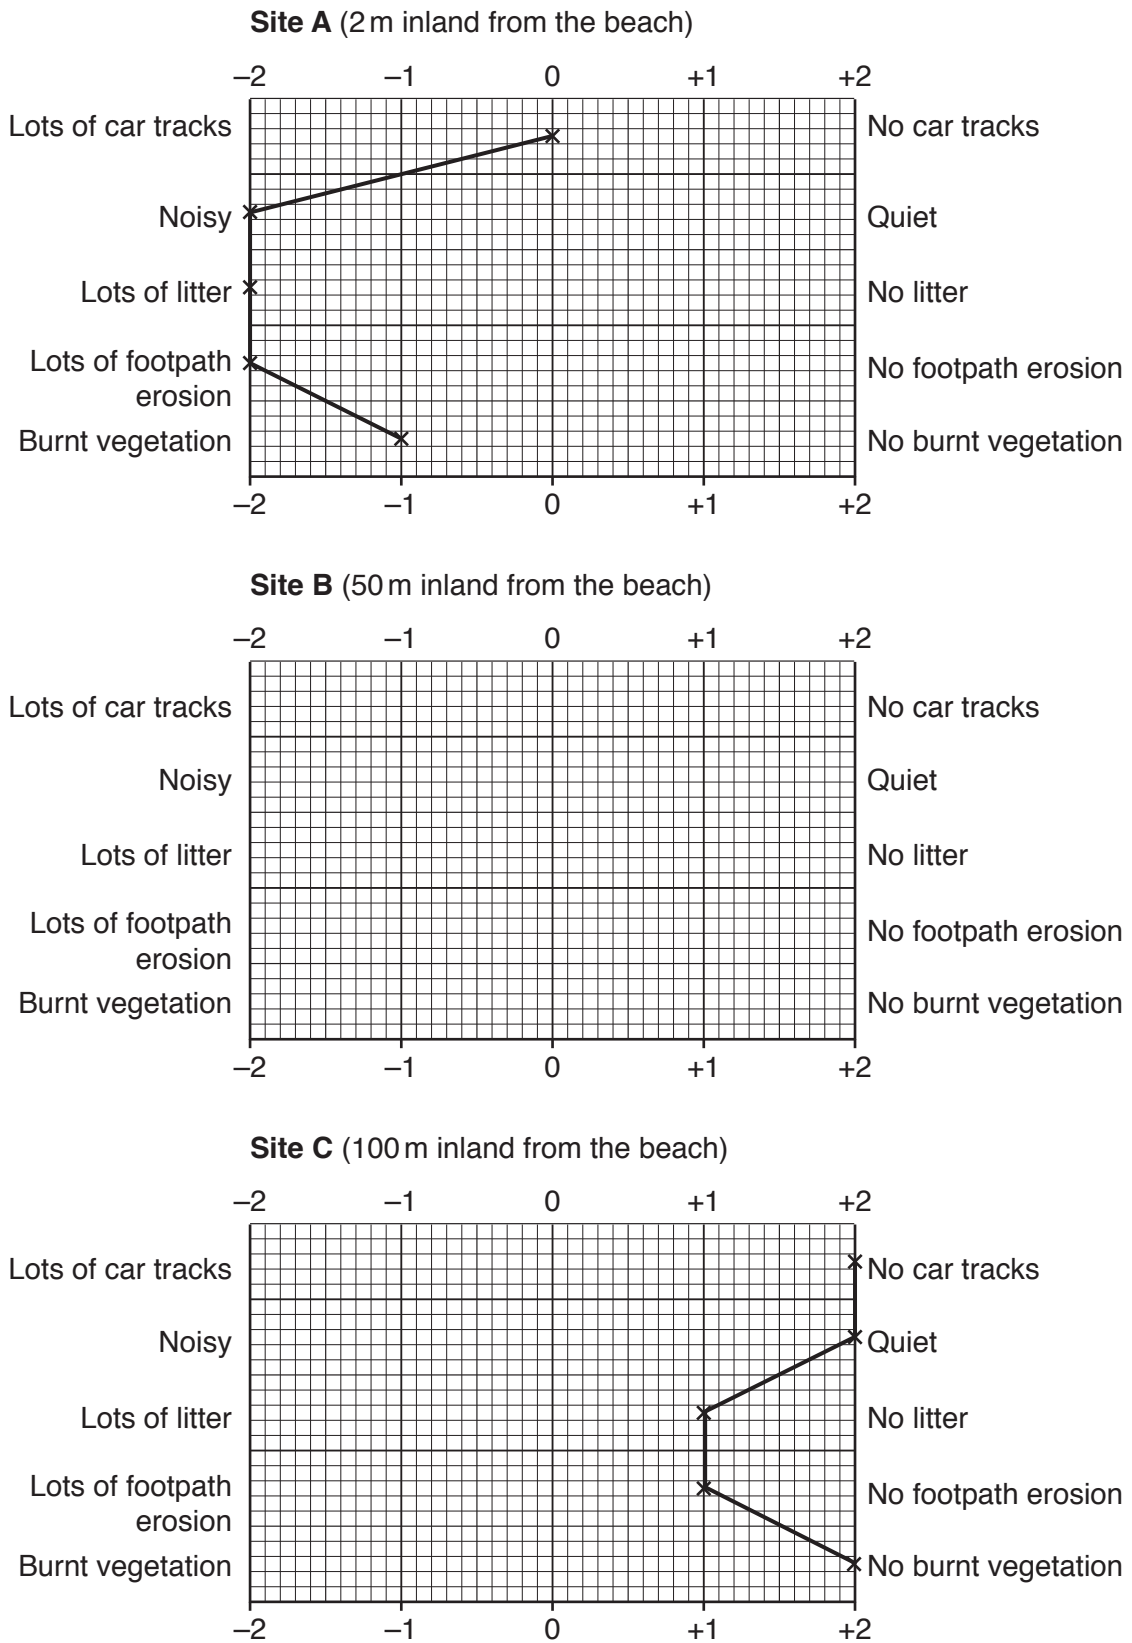 Site A (2 m inland from the beach)
–2 –1 0 +1 +2
Lots of car tracks No car tracks
Noisy Quiet
Lots of litter No litter
Lots of footpath No footpath erosion
erosion
Burnt vegetation No burnt vegetation
–2 –1 0 +1 +2
Site B (50 m inland from the beach)
–2 –1 0 +1 +2
Lots of car tracks No car tracks
Noisy Quiet
Lots of litter No litter
Lots of footpath No footpath erosion
erosion
Burnt vegetation No burnt vegetation
–2 –1 0 +1 +2
Site C (100 m inland from the beach)
–2 –1 0 +1 +2
Lots of car tracks No car tracks
Noisy Quiet
Lots of litter No litter
Lots of footpath No footpath erosion
erosion
Burnt vegetation No burnt vegetation
–2 –1 0 +1 +2